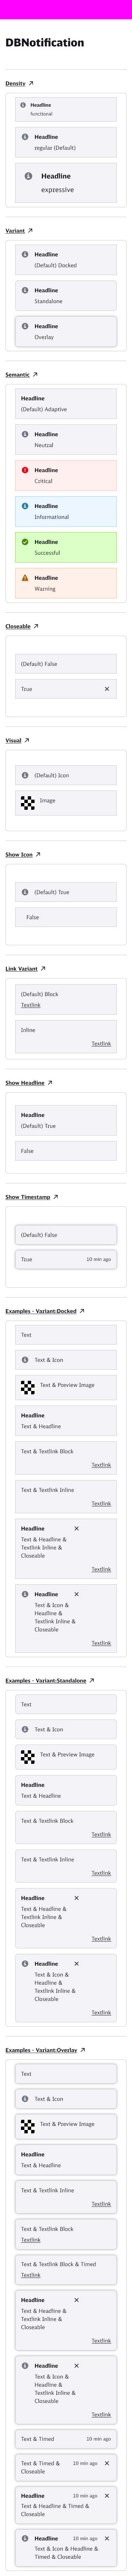 DBNotification
Density
Headline
functional
Headline
regular (Default)
Headline
expressive
Variant
Headline
(Default) Docked
Headline
Standalone
Headline
Overlay
Semantic
Headline
(Default) Adaptive
Headline
Neutral
Headline
Critical
Headline
Informational
Headline
Successful
Headline
Warning
Closeable
(Default) False
True
Visual
(Default) Icon
Image
Show Icon
(Default) True
False
Link Variant
(Default) Block
Textlink
Inline
Textlink
Show Headline
Headline
(Default) True
False
Show Timestamp
(Default) False
True 10 min ago
Examples - Variant:Docked
Text
Text & Icon
Text & Preview Image
Headline
Text & Headline
Text & Textlink Block
Textlink
Text & Textlink Inline
Textlink
Headline
Text & Headline &
Textlink Inline &
Closeable
Textlink
Headline
Text & Icon &
Headline &
Textlink Inline &
Closeable
Textlink
Examples - Variant:Standalone
Text
Text & Icon
Text & Preview Image
Headline
Text & Headline
Text & Textlink Block
Textlink
Text & Textlink Inline
Textlink
Headline
Text & Headline &
Textlink Inline &
Closeable
Textlink
Headline
Text & Icon &
Headline &
Textlink Inline &
Closeable
Textlink
Examples - Variant:Overlay
Text
Text & Icon
Text & Preview Image
Headline
Text & Headline
Text & Textlink Inline
Textlink
Text & Textlink Block
Textlink
Text & Textlink Block & Timed
Textlink
Headline
Text & Headline &
Textlink Inline &
Closeable
Textlink
Headline
Text & Icon &
Headline &
Textlink Inline &
Closeable
Textlink
Text & Timed 10 min ago
Text & Timed & 10 min ago
Closeable
Headline 10 min ago
Text & Headline & Timed &
Closeable
Headline 10 min ago
Text & Icon & Headline &
Timed & Closeable